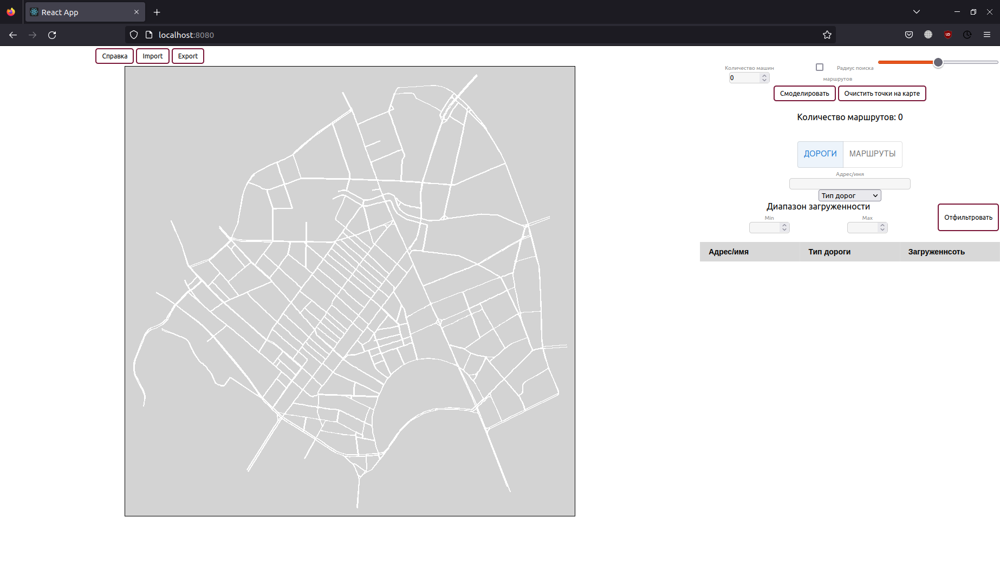 React App
localhost:8080
Справка Import Export
Количество машин
Радиус поиска
маршрутов
0
Смоделировать Очистить точки на карте
Количество маршрутов: 0
ДОРОГИ МАРШРУТЫ
Адрес/имя
Тип дорог
Диапазон загруженности
Min Max
Отфильтровать
Адрес/имя Тип дороги Загруженнсоть